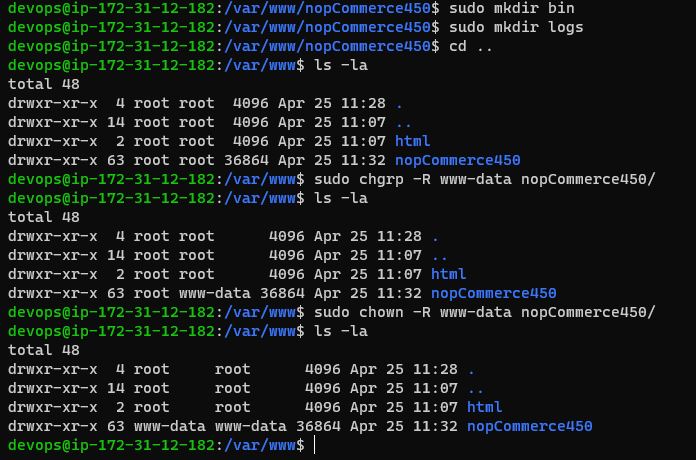 devops@ip-172-31-12-182:/var/www/nopCommerce450$ sudo mkdir bin
devops@ip-172-31-12-182:/var/www/nopCommerce450$ sudo mkdir logs
devops@ip-172-31-12-182:/var/www/nopCommerce450$ cd ..
devops@ip-172-31-12-182:/var/www$ ls -la
total 48
drwxr-xr-x  4 root root  4096 Apr 25 11:28 .
drwxr-xr-x 14 root root  4096 Apr 25 11:07 ..
drwxr-xr-x  2 root root  4096 Apr 25 11:07 html
drwxr-xr-x 63 root root 36864 Apr 25 11:32 nopCommerce450
devops@ip-172-31-12-182:/var/www$ sudo chgrp -R www-data nopCommerce450/
devops@ip-172-31-12-182:/var/www$ ls -la
total 48
drwxr-xr-x  4 root root      4096 Apr 25 11:28 .
drwxr-xr-x 14 root root      4096 Apr 25 11:07 ..
drwxr-xr-x  2 root root      4096 Apr 25 11:07 html
drwxr-xr-x 63 root www-data 36864 Apr 25 11:32 nopCommerce450
devops@ip-172-31-12-182:/var/www$ sudo chown -R www-data nopCommerce450/
devops@ip-172-31-12-182:/var/www$ ls -la
total 48
drwxr-xr-x  4 root     root      4096 Apr 25 11:28 .
drwxr-xr-x 14 root     root      4096 Apr 25 11:07 ..
drwxr-xr-x  2 root     root      4096 Apr 25 11:07 html
drwxr-xr-x 63 www-data www-data 36864 Apr 25 11:32 nopCommerce450
devops@ip-172-31-12-182:/var/www$